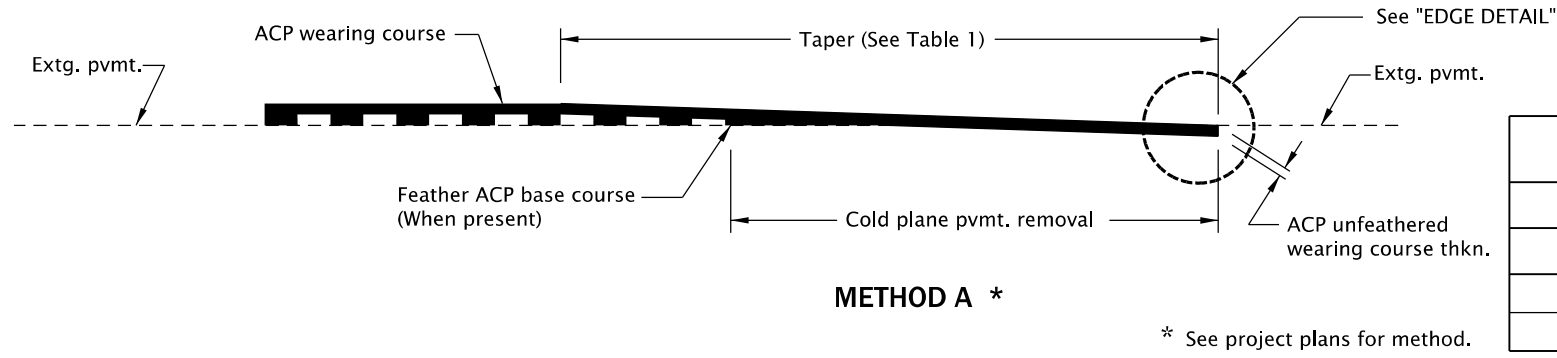 See "EDGE DETAIL"
ACP wearing course
Taper (See Table 1)
Extg. pvmt.
Extg. pvmt.
Feather ACP base course
(When present)
Cold plane pvmt. removal
ACP unfeathered
wearing course thkn.
METHOD A *
* See project plans for method.